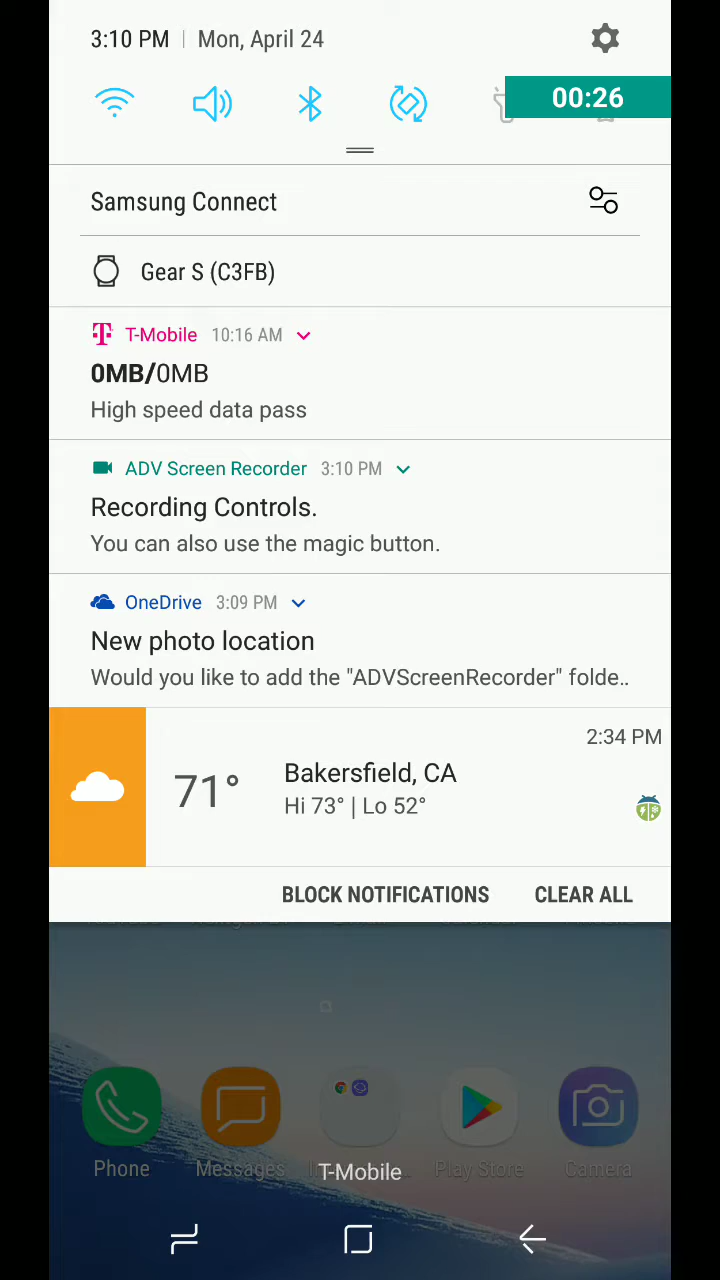 3:10 PM | Mon, April 24
00:26
Samsung Connect
Gear S (C3FB)
T-Mobile 10:16 AM
0MB/0MB
High speed data pass
ADV Screen Recorder 3:10 PM
Recording Controls.
You can also use the magic button.
OneDrive 3:09 PM
New photo location
Would you like to add the "ADVScreenRecorder" folde..
2:34 PM
71°
Bakersfield, CA
Hi 73° | Lo 52°
BLOCK NOTIFICATIONS CLEAR ALL
Phone Messages Play Store Camera
T-Mobile